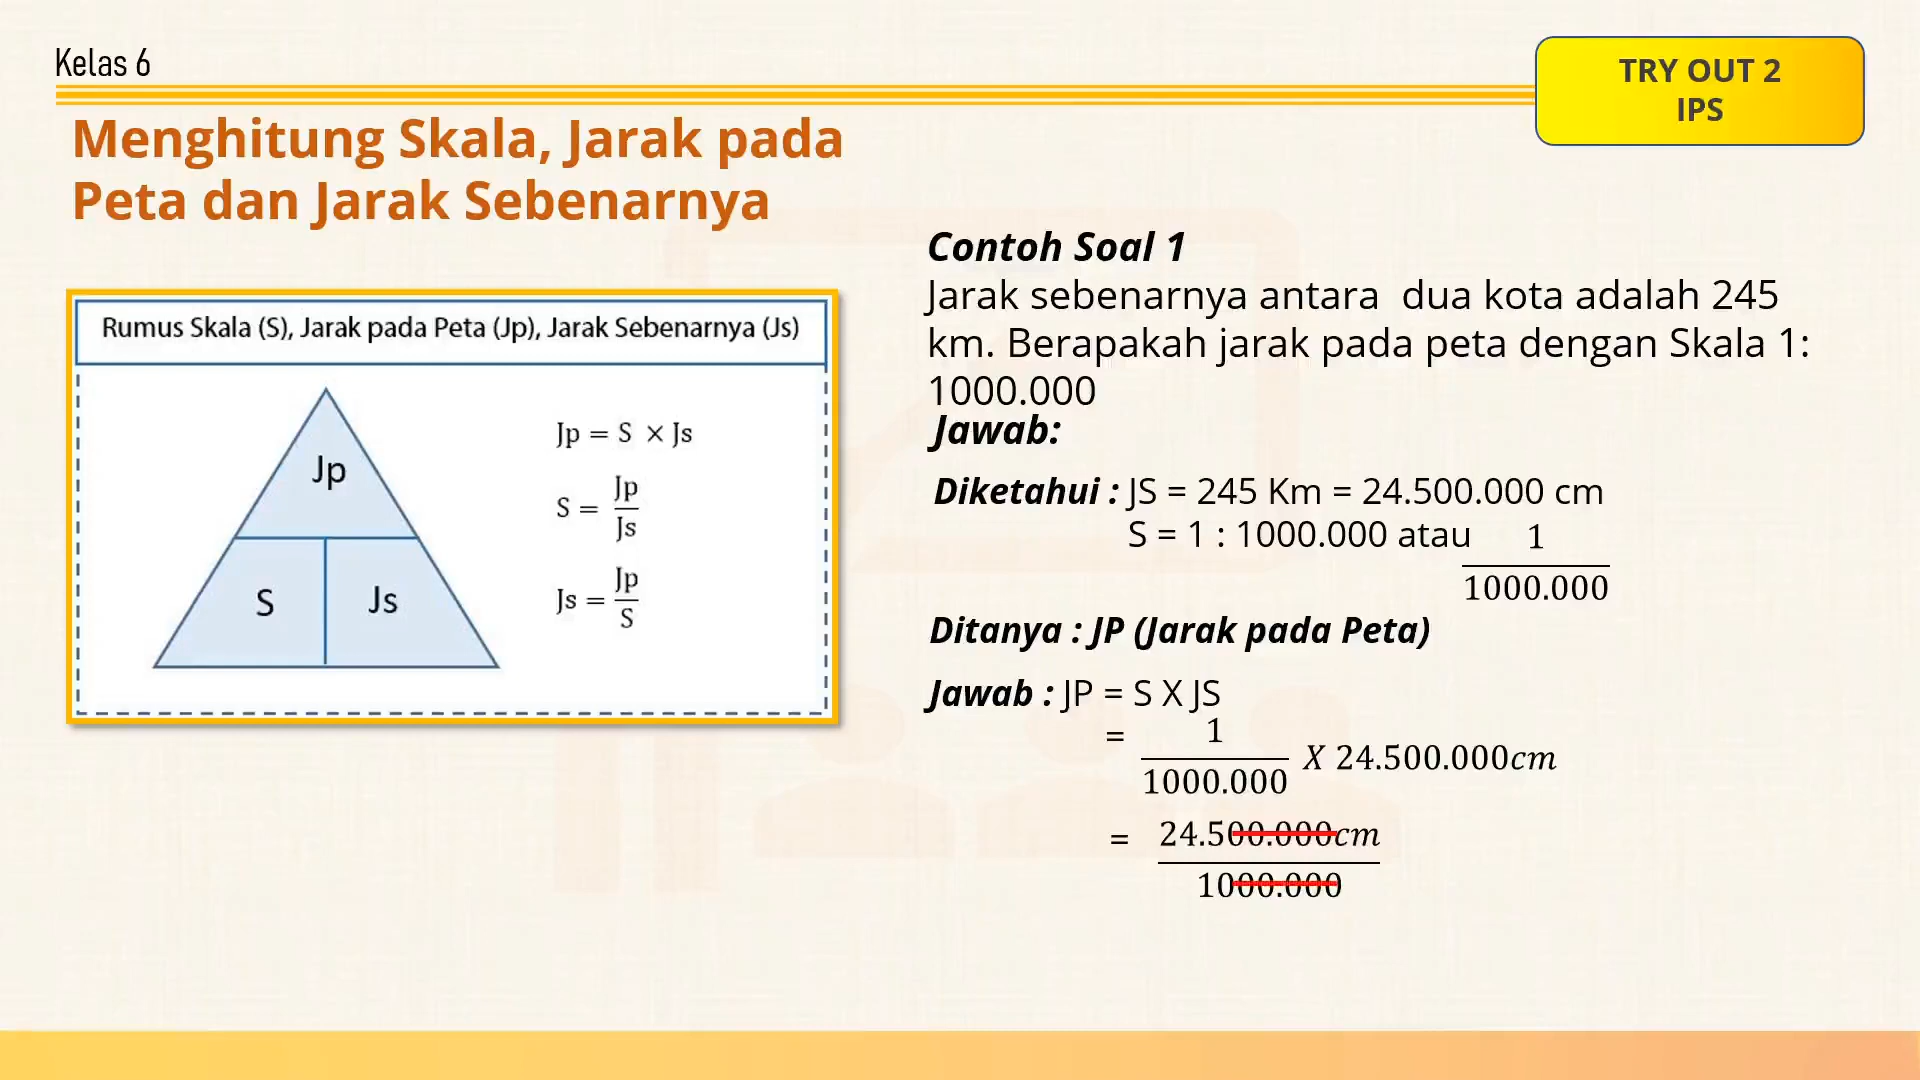 Kelas 6
TRY OUT 2
IPS
Menghitung Skala, Jarak pada
Peta dan Jarak Sebenarnya
Rumus Skala (S), Jarak pada Peta (Jp), Jarak Sebenarnya (Js)
Jp
S
Js
Jp = S × Js
S = Jp
Js
Js = Jp
S
Contoh Soal 1
Jarak sebenarnya antara dua kota adalah 245
km. Berapakah jarak pada peta dengan Skala 1:
1000.000
Jawab:
Diketahui : JS = 245 Km = 24.500.000 cm
S = 1 : 1000.000 atau 1
1000.000
Ditanya : JP (Jarak pada Peta)
Jawab : JP = S X JS
= 1
1000.000 X 24.500.000cm
= 24.500.000cm
1000.000